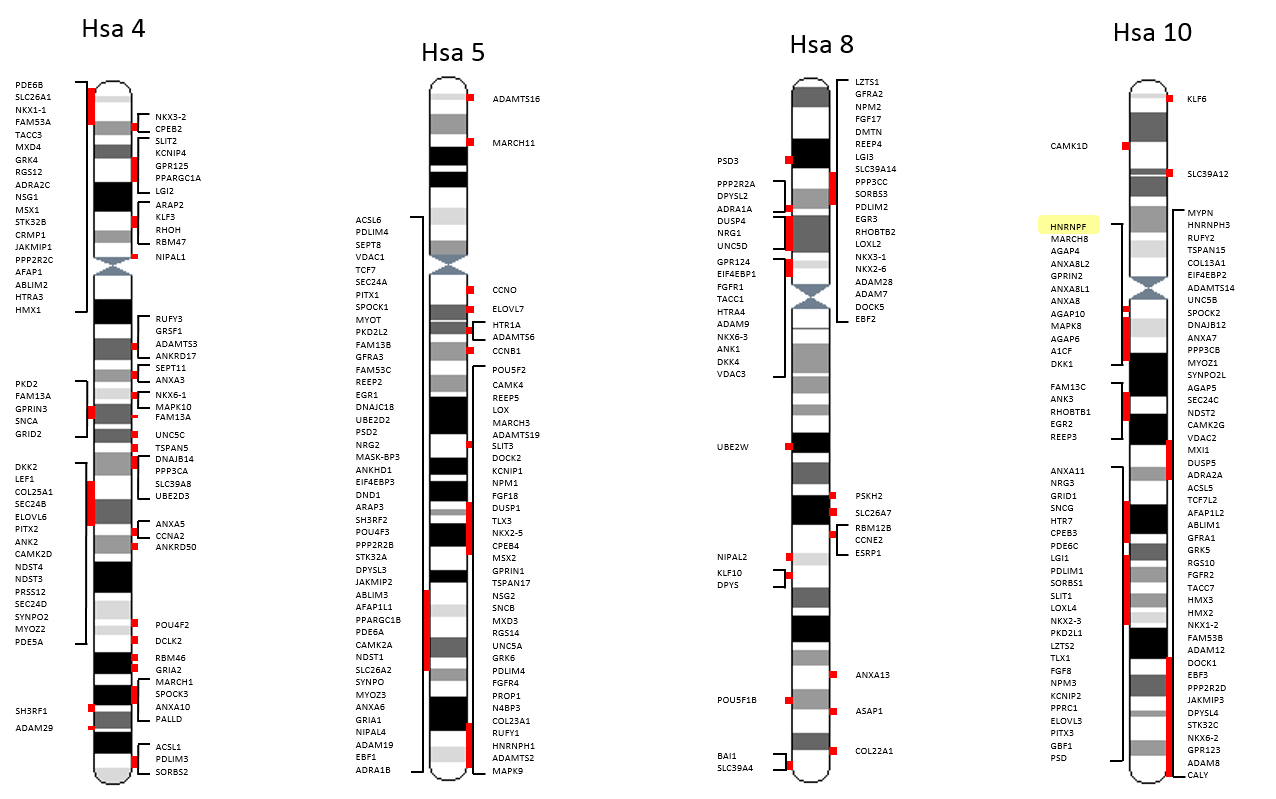 Hsa 4
PDE6B
SLC26A1
NKX1-1
FAM53A
TACC3
MXD4
GRK4
RGS12
ADRA2C
NSG1
MSX1
STK32B
CRMP1
JAKMIP1
PPP2R2C
AFAP1
ABLIM2
HTRA3
HMX1
PKD2
FAM13A
GPRIN3
SNCA
GRID2
DKK2
LEF1
COL25A1
SEC24B
ELOVL6
PITX2
ANK2
CAMK2D
NDST4
NDST3
PRSS12
SEC24D
SYNPO2
MYOZ2
PDE5A
SH3RF1
ADAM29
NKX3-2
CPEB2
SLIT2
KCNIP4
GPR125
PPARGC1A
LGI2
ARAP2
KLF3
RHOH
RBM47
NIPAL1
RUFY3
GRSF1
ADAMTS3
ANKRD17
SEPT11
ANXA3
NKX6-1
MAPK10
FAM13A
UNC5C
TSPAN5
DNAJB14
PPP3CA
SLC39A8
UBE2D3
ANXA5
CCNA2
ANKRD50
POU4F2
DCLK2
RBM46
GRIA2
MARCH1
SPOCK3
ANXA10
PALLD
ACSL1
PDLIM3
SORBS2
Hsa 5
ACSL6
PDLIM4
SEPT8
VDAC1
TCF7
SEC24A
PITX1
SPOCK1
MYOT
PKD2L2
FAM13B
GFRA3
FAM53C
REEP2
EGR1
DNAJC18
UBE2D2
PSD2
NRG2
MASK-BP3
ANKHD1
EIF4EBP3
DND1
ARAP3
SH3RF2
POU4F3
PPP2R2B
STK32A
DPYSL3
JAKMIP2
ABLIM3
AFAP1L1
PPARGC1B
PDE6A
CAMK2A
NDST1
SLC26A2
SYNPO
MYOZ3
ANXA6
GRIA1
NIPAL4
ADAM19
EBF1
ADRA1B
ADAMTS16
MARCH11
CCNO
ELOVL7
HTR1A
ADAMTS6
CCNB1
POU5F2
CAMK4
REEP5
LOX
MARCH3
ADAMTS19
SLIT3
DOCK2
KCNIP1
NPM1
FGF18
DUSP1
TLX3
NKX2-5
CPEB4
MSX2
GPRIN1
TSPAN17
NSG2
SNCB
MXD3
RGS14
UNC5A
GRK6
PDLIM4
FGFR4
PROP1
N4BP3
COL23A1
RUFY1
HNRNPH1
ADAMTS2
MAPK9
Hsa 8
PSD3
PPP2R2A
DPYSL2
ADRA1A
DUSP4
NRG1
UNC5D
GPR124
EIF4EBP1
FGFR1
TACC1
HTRA4
ADAM9
NKX6-3
ANK1
DKK4
VDAC3
UBE2W
NIPAL2
KLF10
DPYS
POU5F1B
BAI1
SLC39A4
LZTS1
GFRA2
NPM2
FGF17
DMTN
REEP4
LGI3
SLC39A14
PPP3CC
SORBS3
PDLIM2
EGR3
RHOBTB2
LOXL2
NKX3-1
NKX2-6
ADAM28
ADAM7
DOCK5
EBF2
PSKH2
SLC26A7
RBM12B
CCNE2
ESRP1
ANXA13
ASAP1
COL22A1
Hsa 10
CAMK1D
HNRNPF
MARCH8
AGAP4
ANXA8L2
GPRIN2
ANXA8L1
ANXA8
AGAP10
MAPK8
AGAP6
A1CF
DKK1
FAM13C
ANK3
RHOBTB1
EGR2
REEP3
ANXA11
NRG3
GRID1
SNCG
HTR7
CPEB3
PDE6C
LGI1
PDLIM1
SORBS1
SLIT1
LOXL4
NKX2-3
PKD2L1
LZTS2
TLX1
FGF8
NPM3
KCNIP2
PPRC1
ELOVL3
PITX3
GBF1
PSD
KLF6
SLC39A12
MYPN
HNRNPH3
RUFY2
TSPAN15
COL13A1
EIF4EBP2
ADAMTS14
UNC5B
SPOCK2
DNAJB12
ANXA7
PPP3CB
MYOZ1
SYNPO2L
AGAP5
SEC24C
NDST2
CAMK2G
VDAC2
MXI1
DUSP5
ADRA2A
ACSL5
TCF7L2
AFAP1L2
ABLIM1
GFRA1
GRK5
RGS10
FGFR2
TACC7
HMX3
HMX2
NKX1-2
FAM53B
ADAM12
DOCK1
EBF3
PPP2R2D
JAKMIP3
DPYSL4
STK32C
NKX6-2
GPR123
ADAM8
CALY